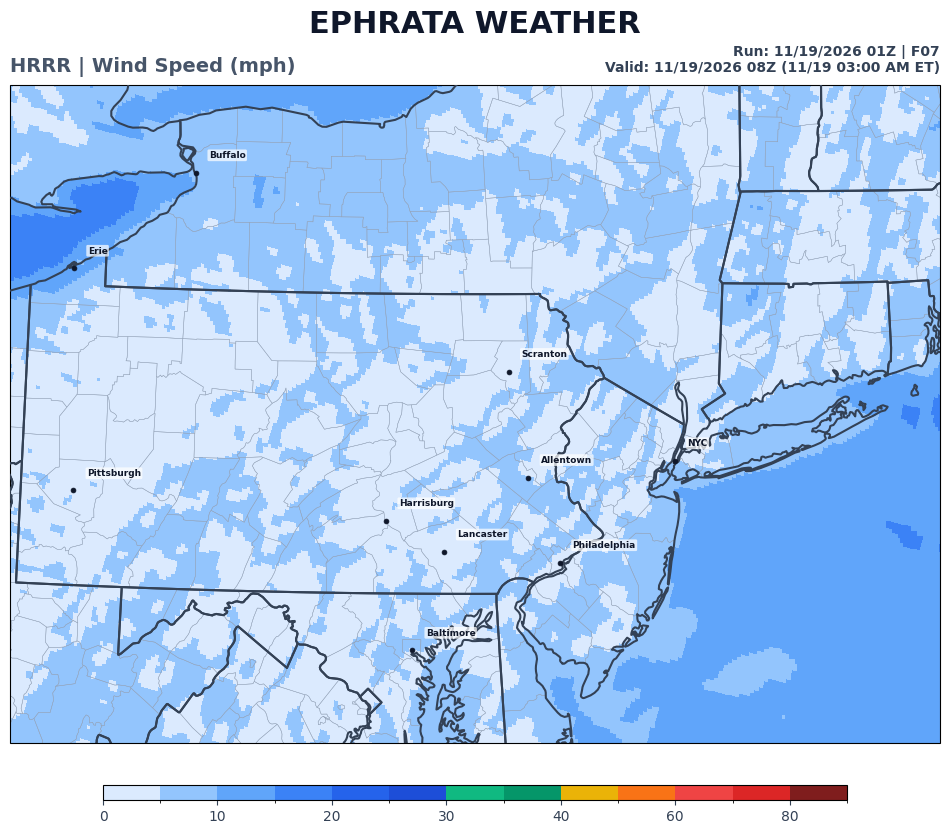 EPHRATA WEATHER
HRRR | Wind Speed (mph)
Run: 11/19/2026 01Z | F07
Valid: 11/19/2026 08Z (11/19 03:00 AM ET)
Buffalo
Erie
Scranton
NYC
Allentown
Pittsburgh
Harrisburg
Lancaster
Philadelphia
Baltimore
0 10 20 30 40 50 60 70 80